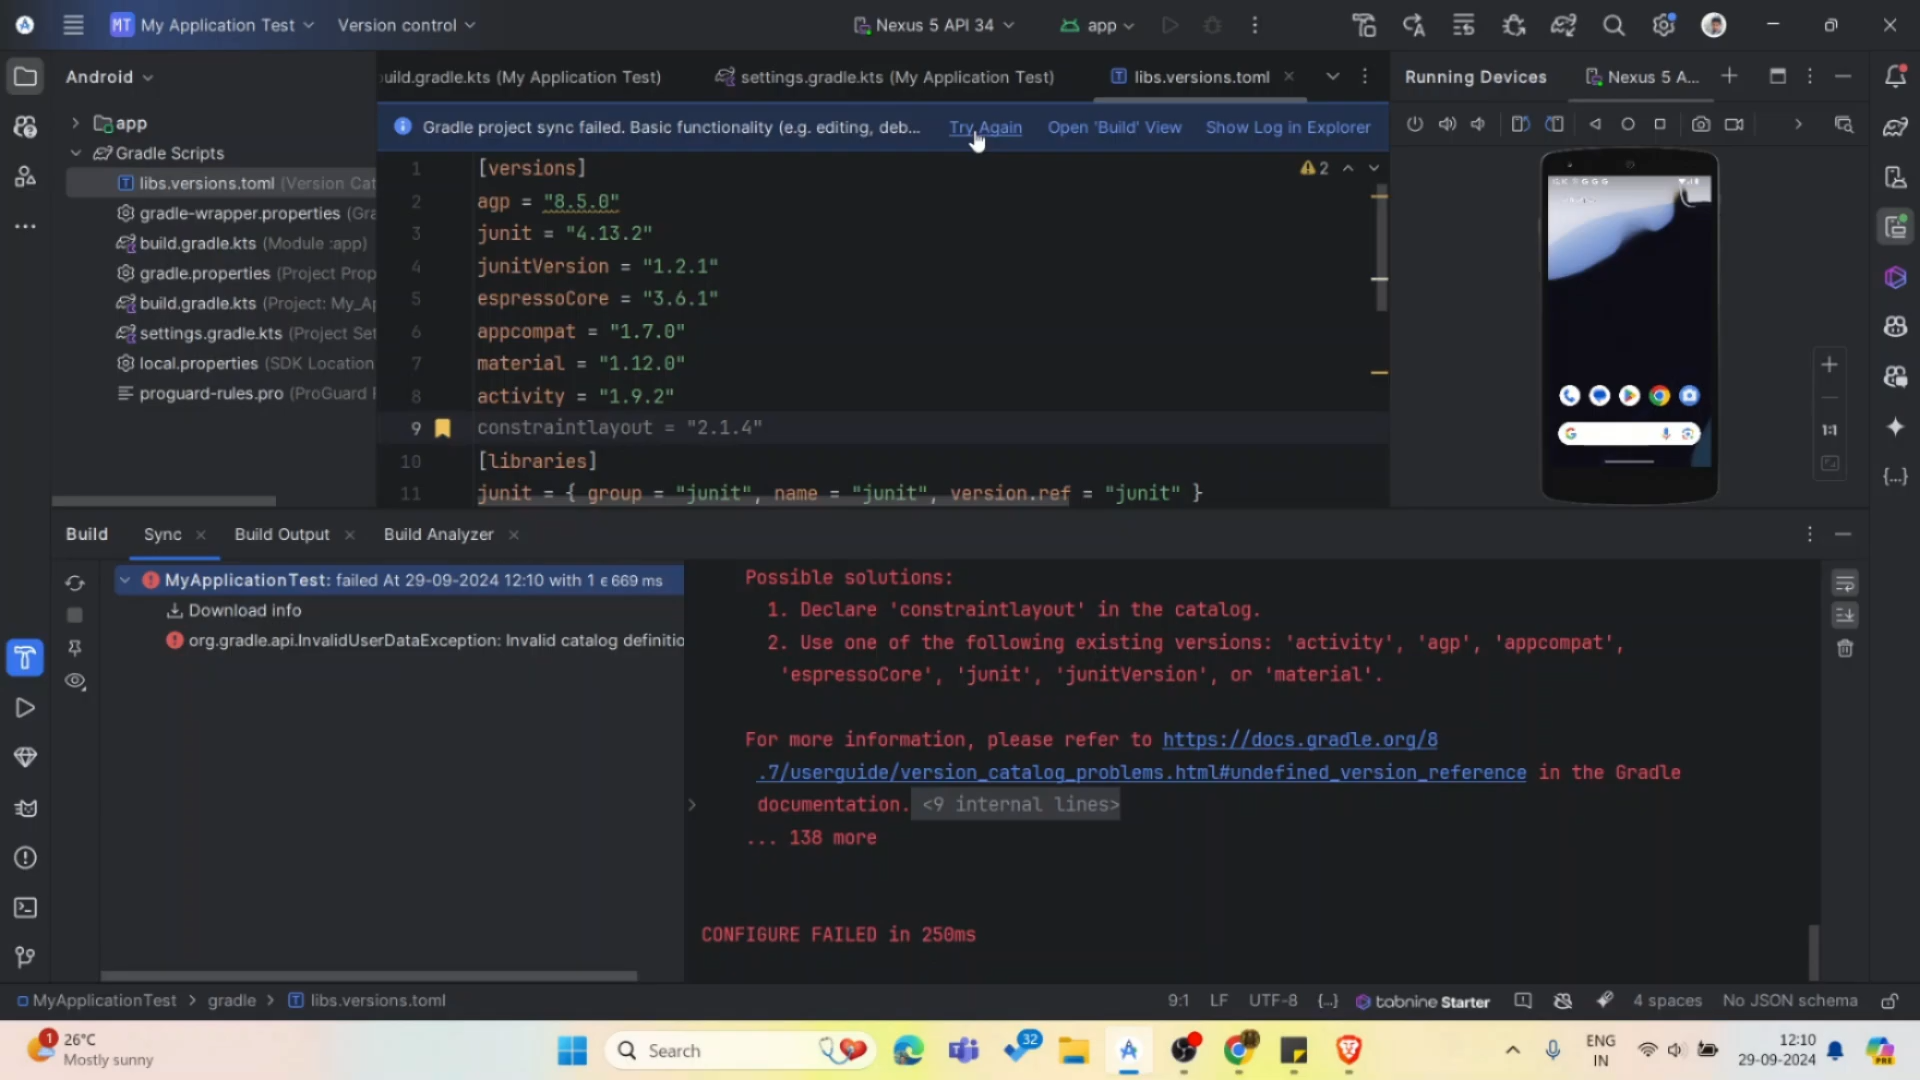 MT My Application Test
Version control
Nexus 5 API 34
app
Android
app
Gradle Scripts
libs.versions.toml (Version Cat
gradle-wrapper.properties (Gra
build.gradle.kts (Module :app)
gradle.properties (Project Prop
build.gradle.kts (Project: My_Ap
settings.gradle.kts (Project Set
local.properties (SDK Location
proguard-rules.pro (ProGuard
uild.gradle.kts (My Application Test)
settings.gradle.kts (My Application Test)
libs.versions.toml
Running Devices
Nexus 5 A...
Gradle project sync failed. Basic functionality (e.g. editing, deb...
Try Again
Open 'Build' View
Show Log in Explorer
2
1 [versions]
2 agp = "8.5.0"
3 junit = "4.13.2"
4 junitVersion = "1.2.1"
5 espressoCore = "3.6.1"
6 appcompat = "1.7.0"
7 material = "1.12.0"
8 activity = "1.9.2"
9 constraintlayout = "2.1.4"
10 [libraries]
11 junit = { group = "junit", name = "junit", version.ref = "junit" }
1:1
Build
Sync
Build Output
Build Analyzer
MyApplicationTest: failed At 29-09-2024 12:10 with 1 e 669 ms
Download info
org.gradle.api.InvalidUserDataException: Invalid catalog definitio
Possible solutions:
1. Declare 'constraintlayout' in the catalog.
2. Use one of the following existing versions: 'activity', 'agp', 'appcompat',
'espressoCore', 'junit', 'junitVersion', or 'material'.
For more information, please refer to https://docs.gradle.org/8
.7/userguide/version_catalog_problems.html#undefined_version_reference in the Gradle
documentation. <9 internal lines>
... 138 more
CONFIGURE FAILED in 250ms
MyApplicationTest > gradle > libs.versions.toml
9:1
LF
UTF-8
{..}
tabnine Starter
4 spaces
No JSON schema
1
26°C
Mostly sunny
Search
32
PRE
ENG
IN
12:10
29-09-2024